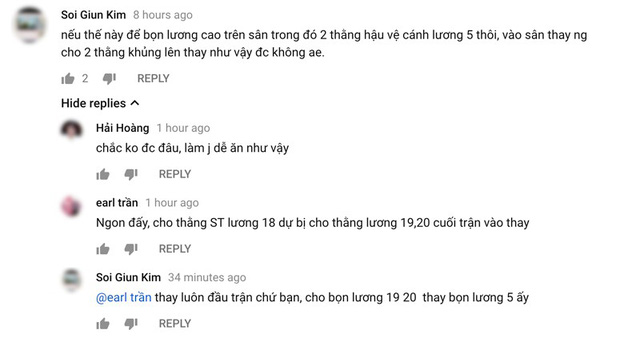 Soi Giun Kim 8 hours ago
nếu thế này để bọn lương cao trên sân trong đó 2 thằng hậu vệ cánh lương 5 thôi, vào sân thay ng
cho 2 thằng khủng lên thay như vậy đc không ae.
2 REPLY
Hide replies
Hải Hoàng 1 hour ago
chắc ko đc đâu, làm j dễ ăn như vậy
REPLY
earl trần 1 hour ago
Ngon đấy, cho thằng ST lương 18 dự bị cho thằng lương 19,20 cuối trận vào thay
REPLY
Soi Giun Kim 34 minutes ago
@earl trần thay luôn đầu trận chứ bạn, cho bọn lương 19 20 thay bọn lương 5 ấy
REPLY